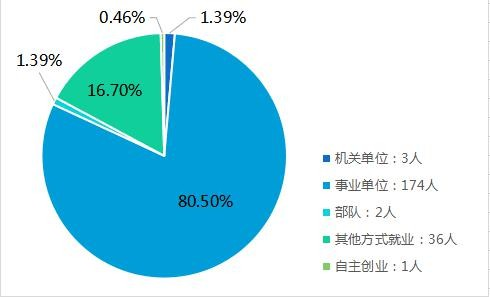 0.46%
1.39%
1.39%
16.70%
80.50%
机关单位：3人
事业单位：174人
部队：2人
其他方式就业：36人
自主创业：1人